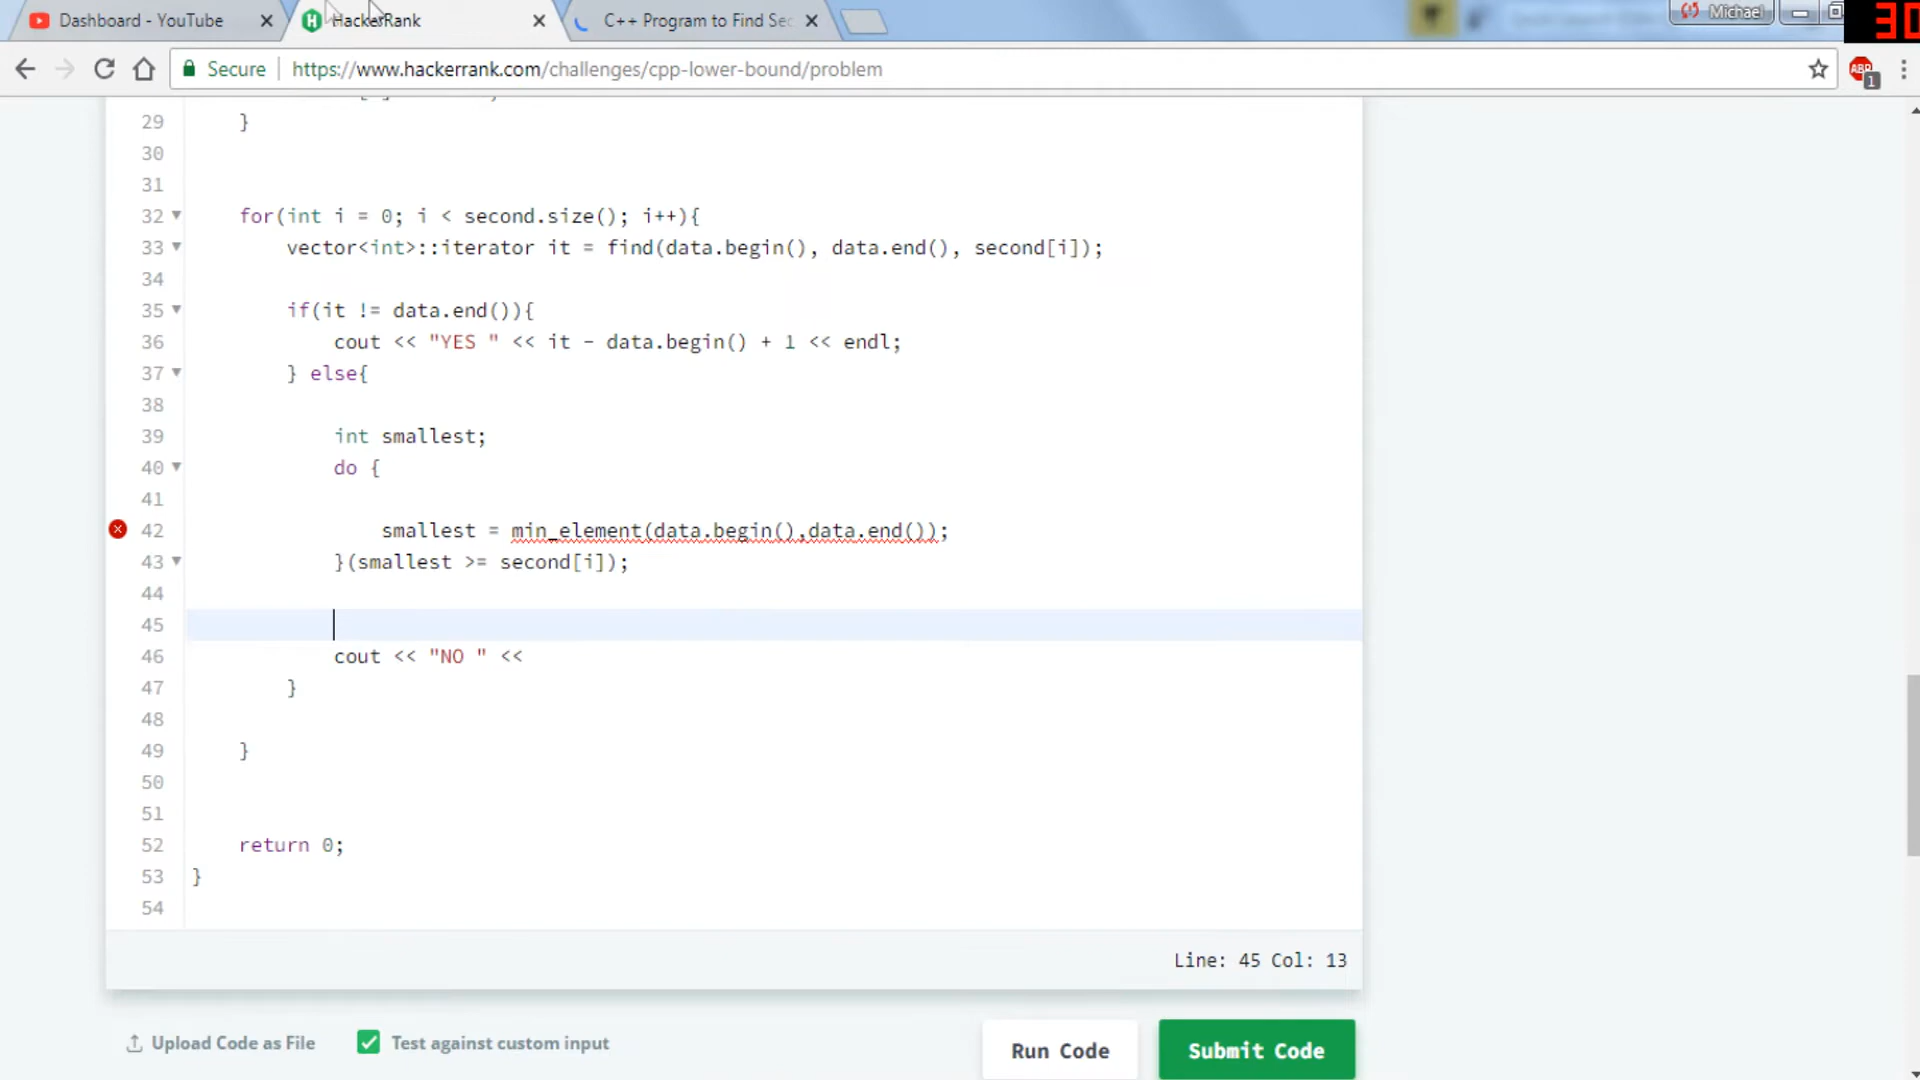 Dashboard - YouTube
HackerRank
C++ Program to Find Sec
Michael
30
Secure
https://www.hackerrank.com/challenges/cpp-lower-bound/problem
ABP
1
29 }
30
31
32 for(int i = 0; i < second.size(); i++){
33 vector<int>::iterator it = find(data.begin(), data.end(), second[i]);
34
35 if(it != data.end()){
36 cout << "YES " << it - data.begin() + 1 << endl;
37 } else{
38
39 int smallest;
40 do {
41
42 smallest = min_element(data.begin(),data.end());
43 }(smallest >= second[i]);
44
45
46 cout << "NO " <<
47 }
48
49 }
50
51
52 return 0;
53 }
54
Line: 45 Col: 13
Upload Code as File
Test against custom input
Run Code
Submit Code